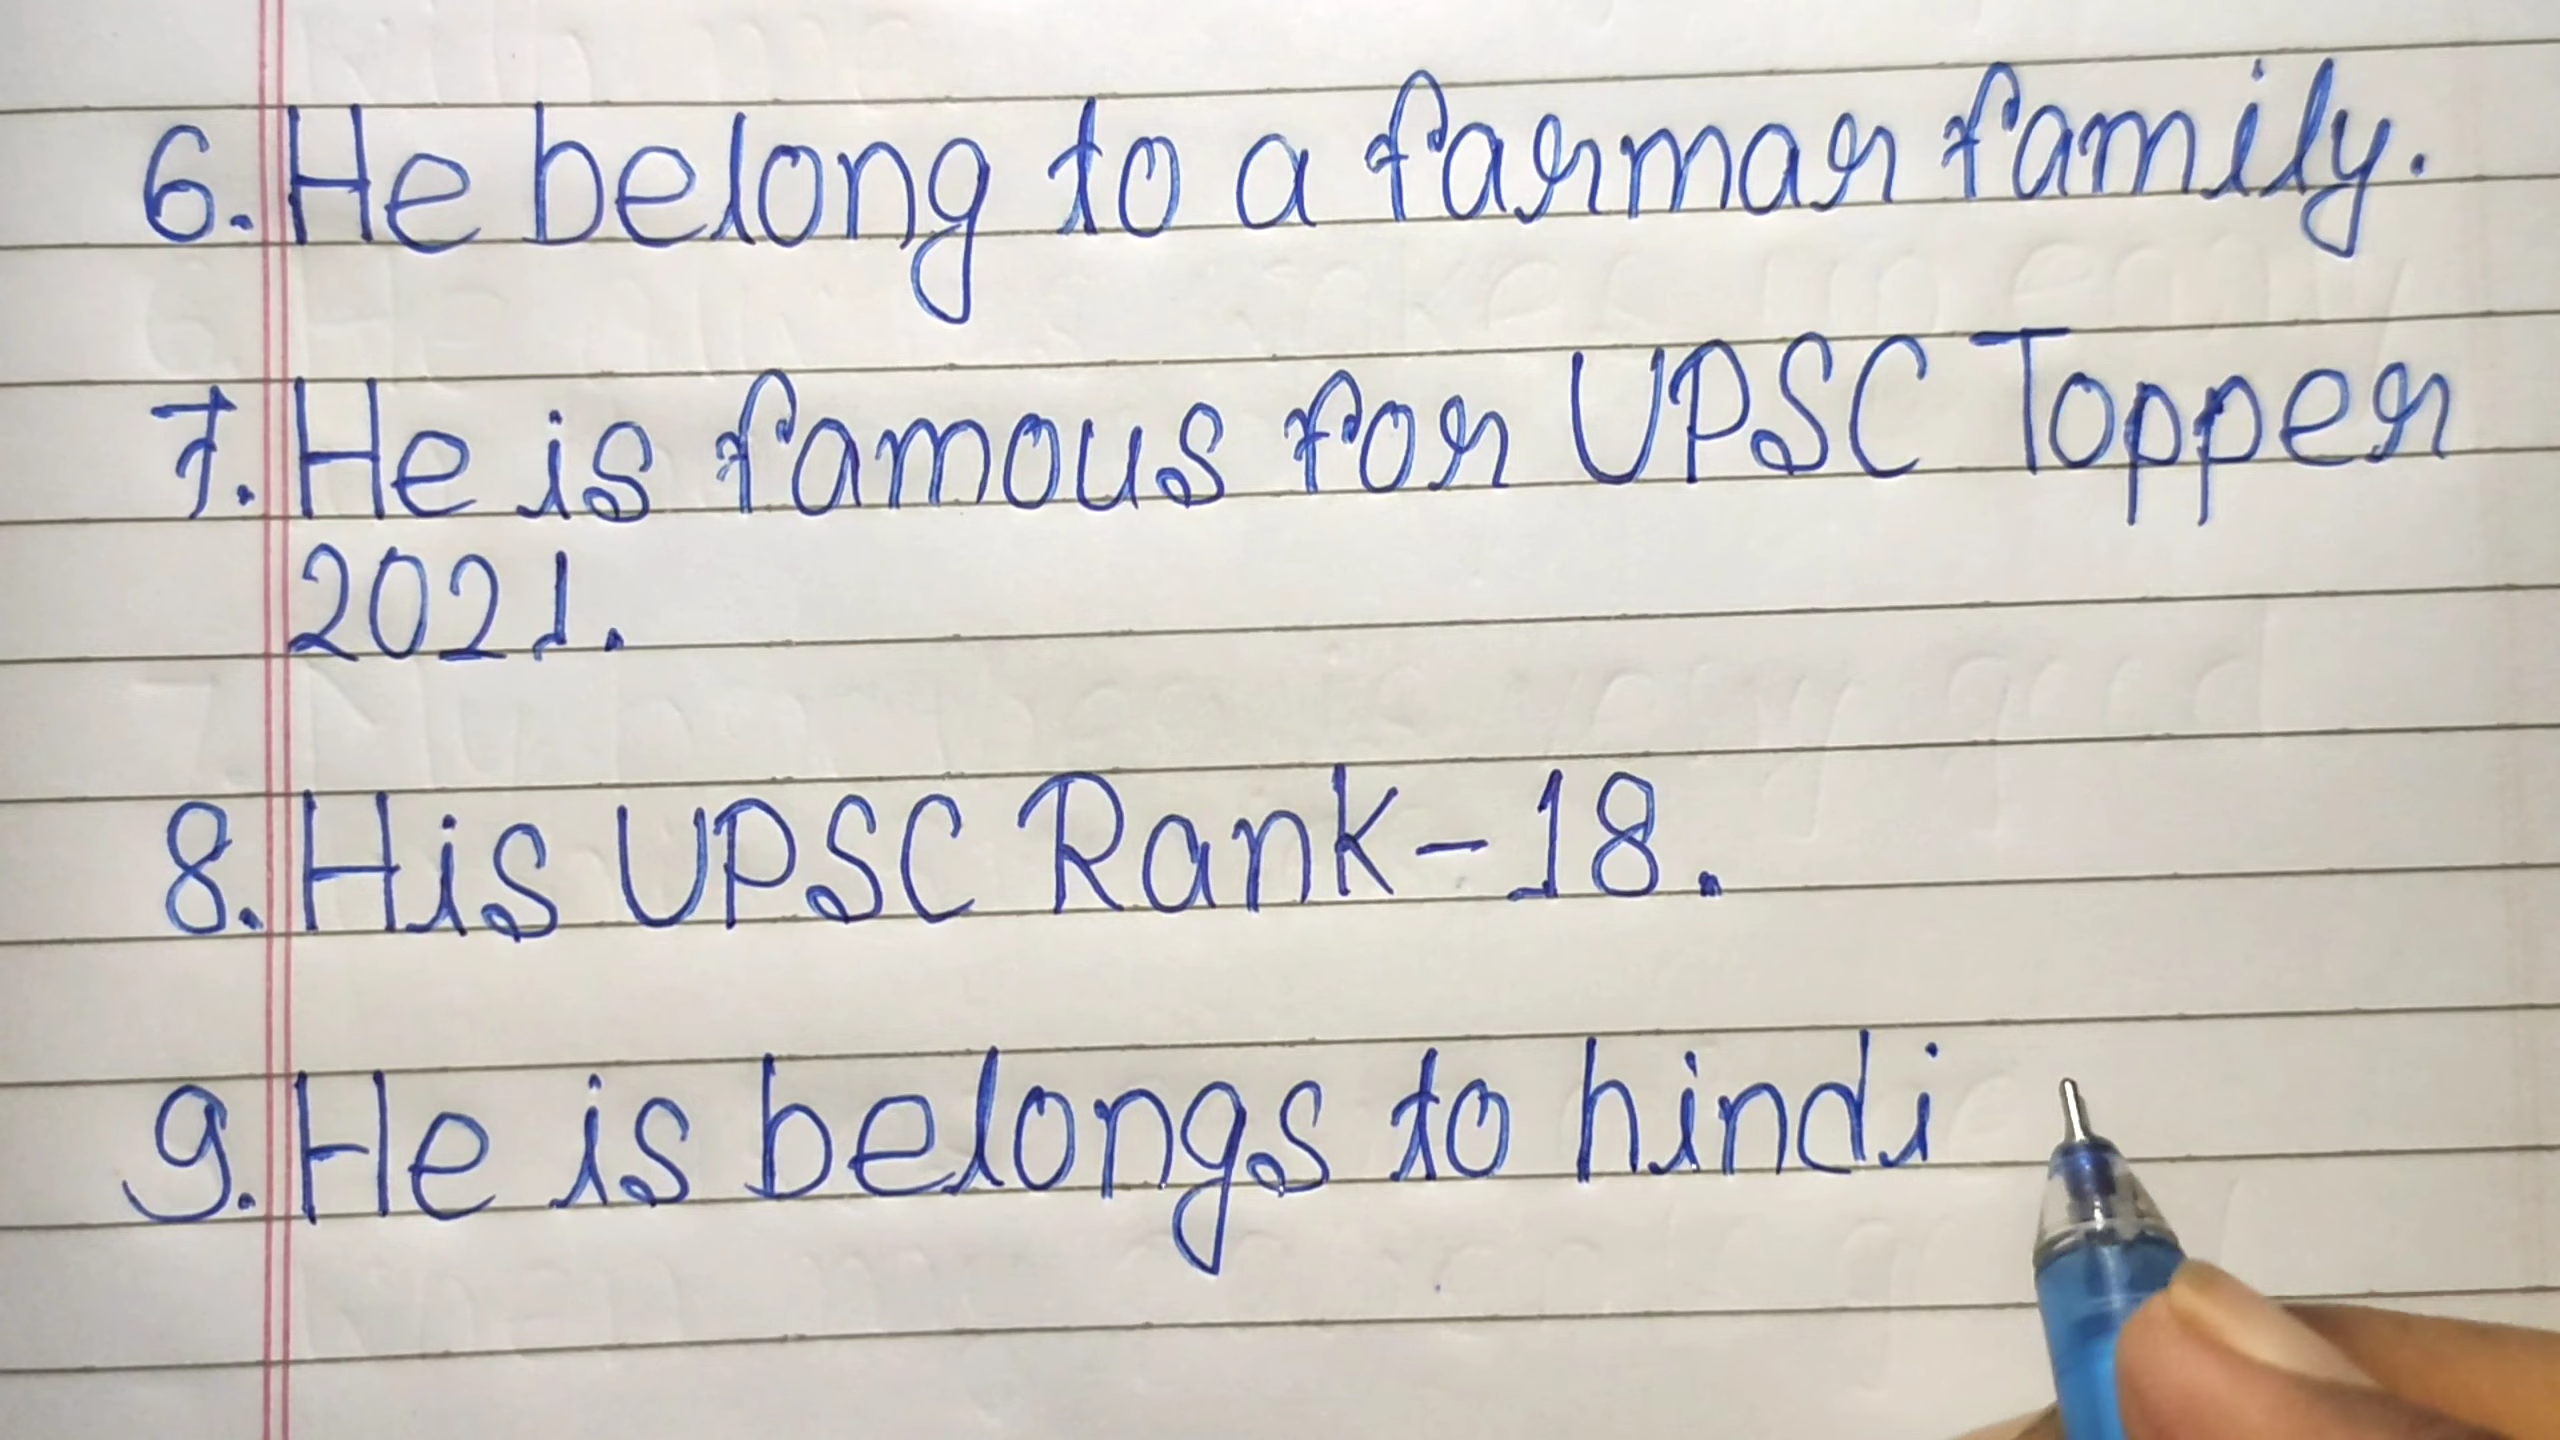 6. He belong to a farmar family.
7. He is famous for UPSC Topper
2021.
8. His UPSC Rank-18.
9. He is belongs to hindi